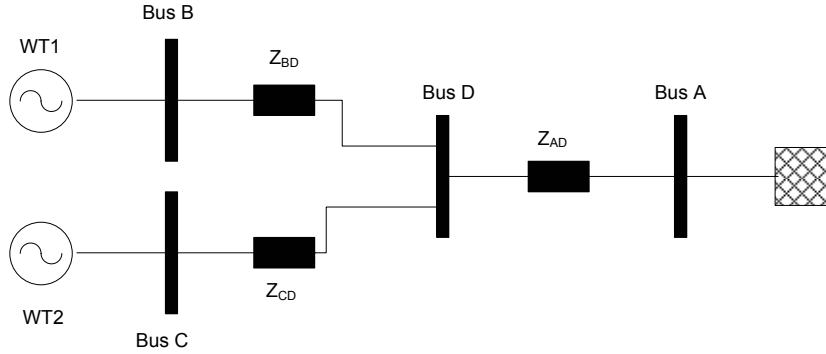 Bus B
WT1
Z_BD
Bus D
Bus A
Z_AD
Z_CD
WT2
Bus C